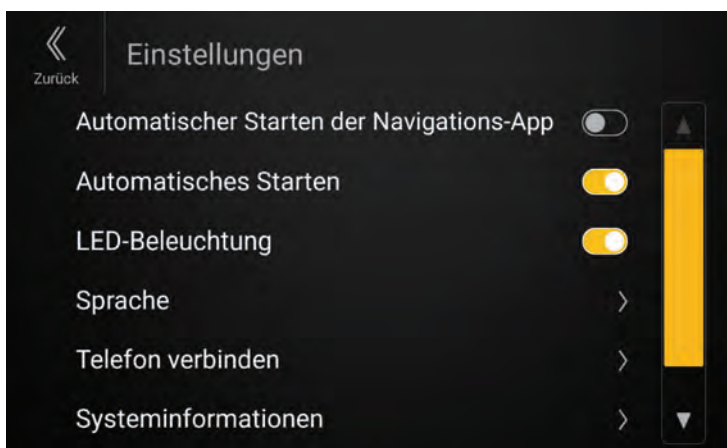 Zurück
Einstellungen
Automatischer Starten der Navigations-App
Automatisches Starten
LED-Beleuchtung
Sprache
Telefon verbinden
Systeminformationen